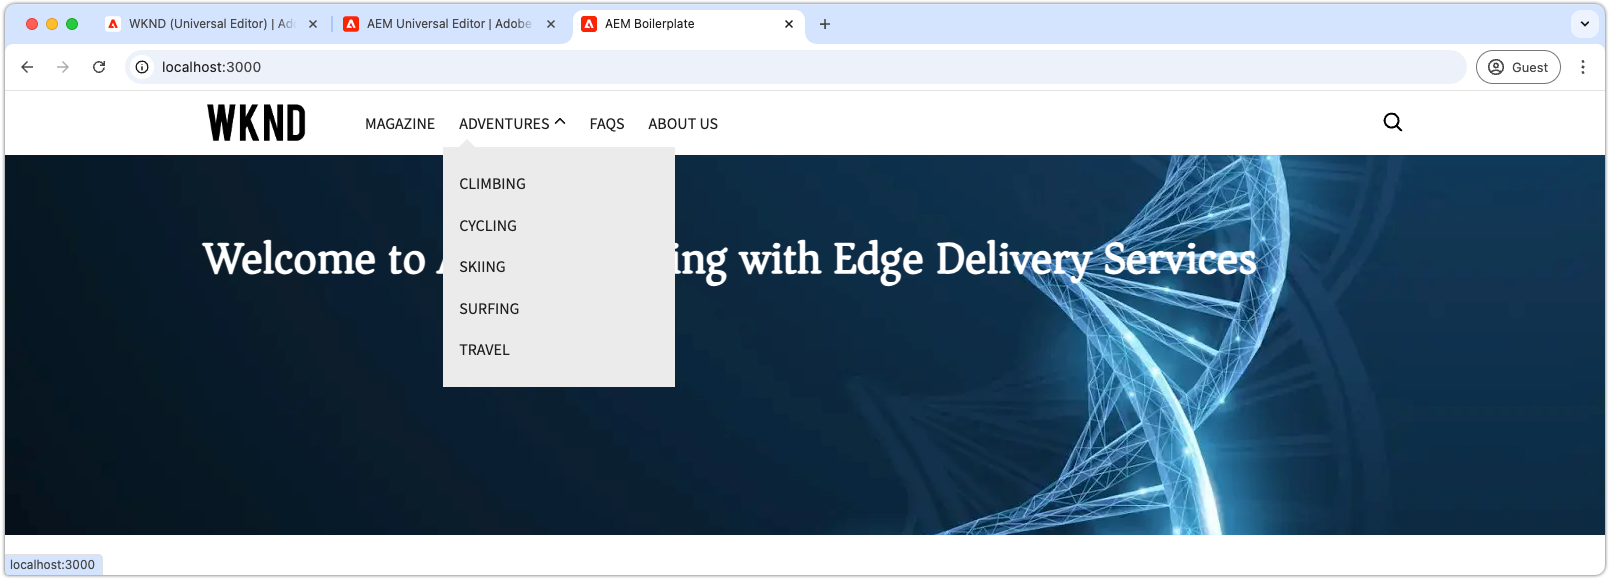 WKND (Universal Editor) | Ad
AEM Universal Editor | Adobe
AEM Boilerplate
localhost:3000
Guest
WKND
MAGAZINE ADVENTURES FAQS ABOUT US
CLIMBING
CYCLING
Welcome to A ing with Edge Delivery Services
SKIING
SURFING
TRAVEL
localhost:3000